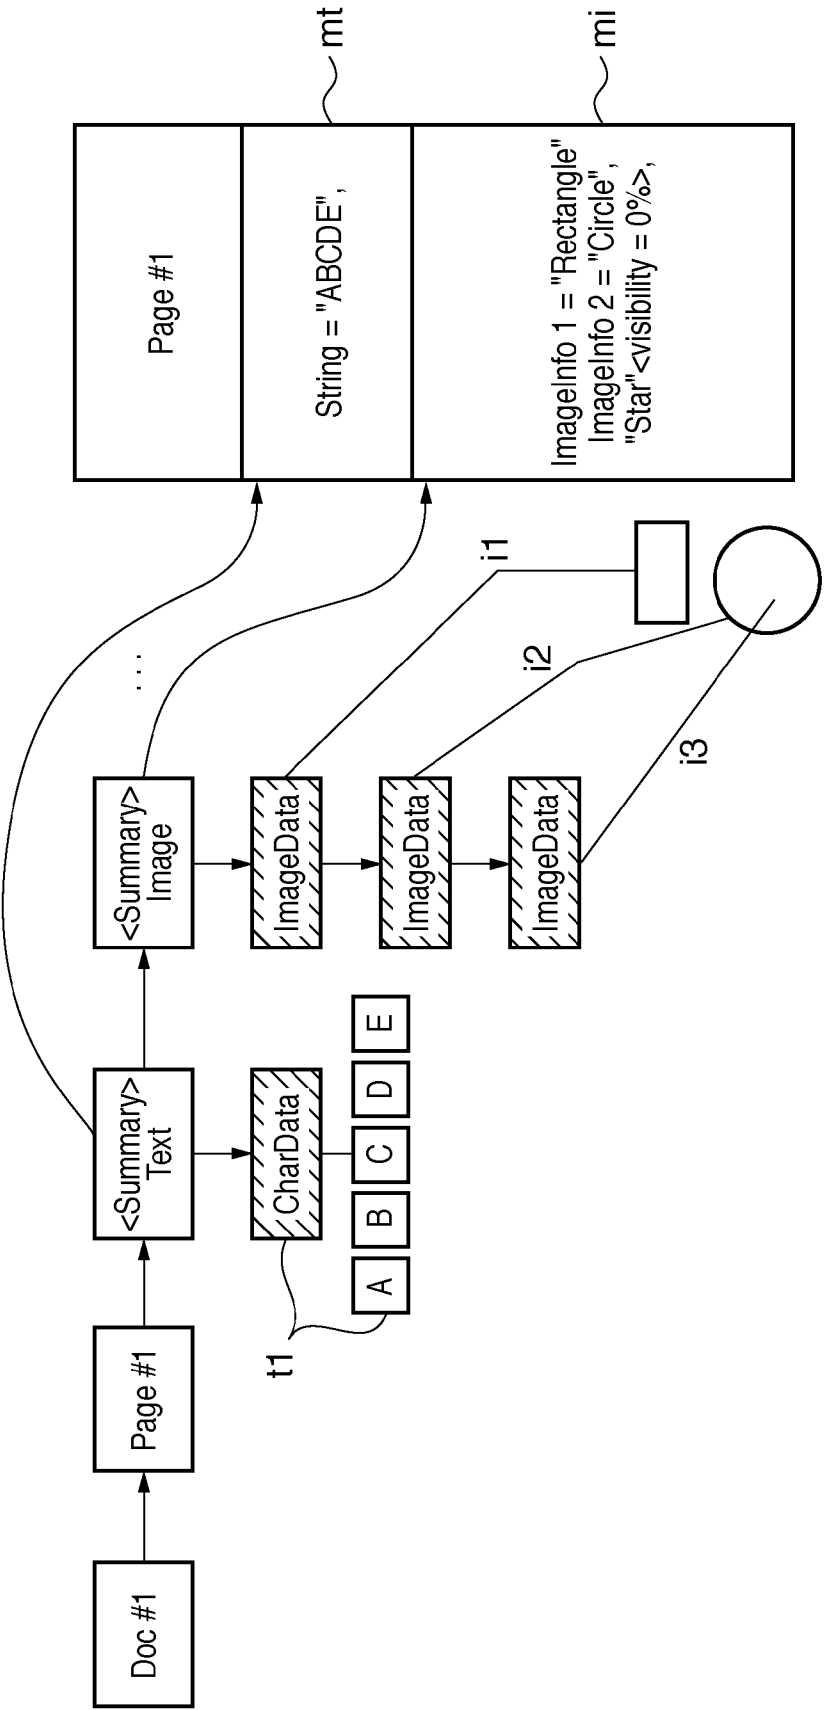 Doc #1
Page #1
<Summary>
Text
<Summary>
Image
...
CharData
ImageData
ImageData
ImageData
t1
A
B
C
D
E
i1
i2
i3
Page #1
String = "ABCDE",
mt
ImageInfo 1 = "Rectangle"
ImageInfo 2 = "Circle",
"Star"<visibility = 0%>,
mi